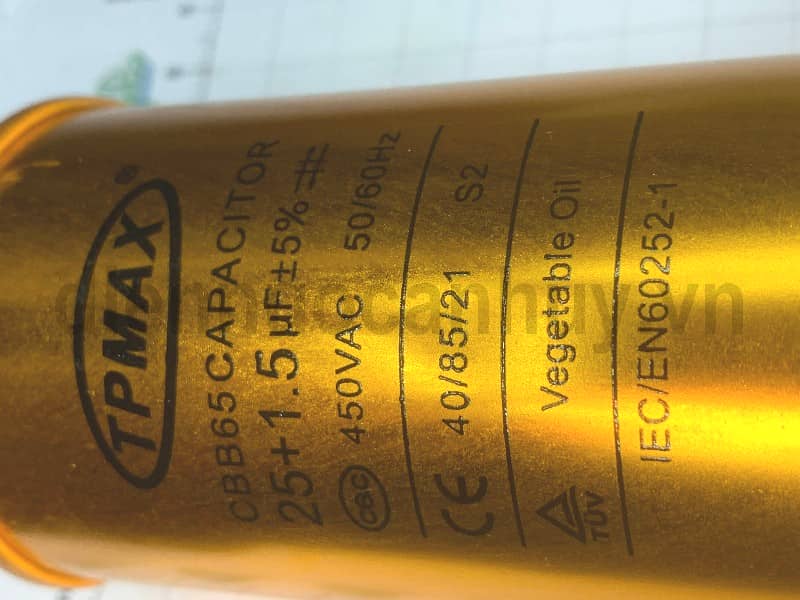 TPMAX®
CBB65 CAPACITOR
25+1.5 μF±5%
450VAC 50/60Hz
CE 40/85/21 S2
Vegetable Oil
TÜV
IEC/EN60252-1